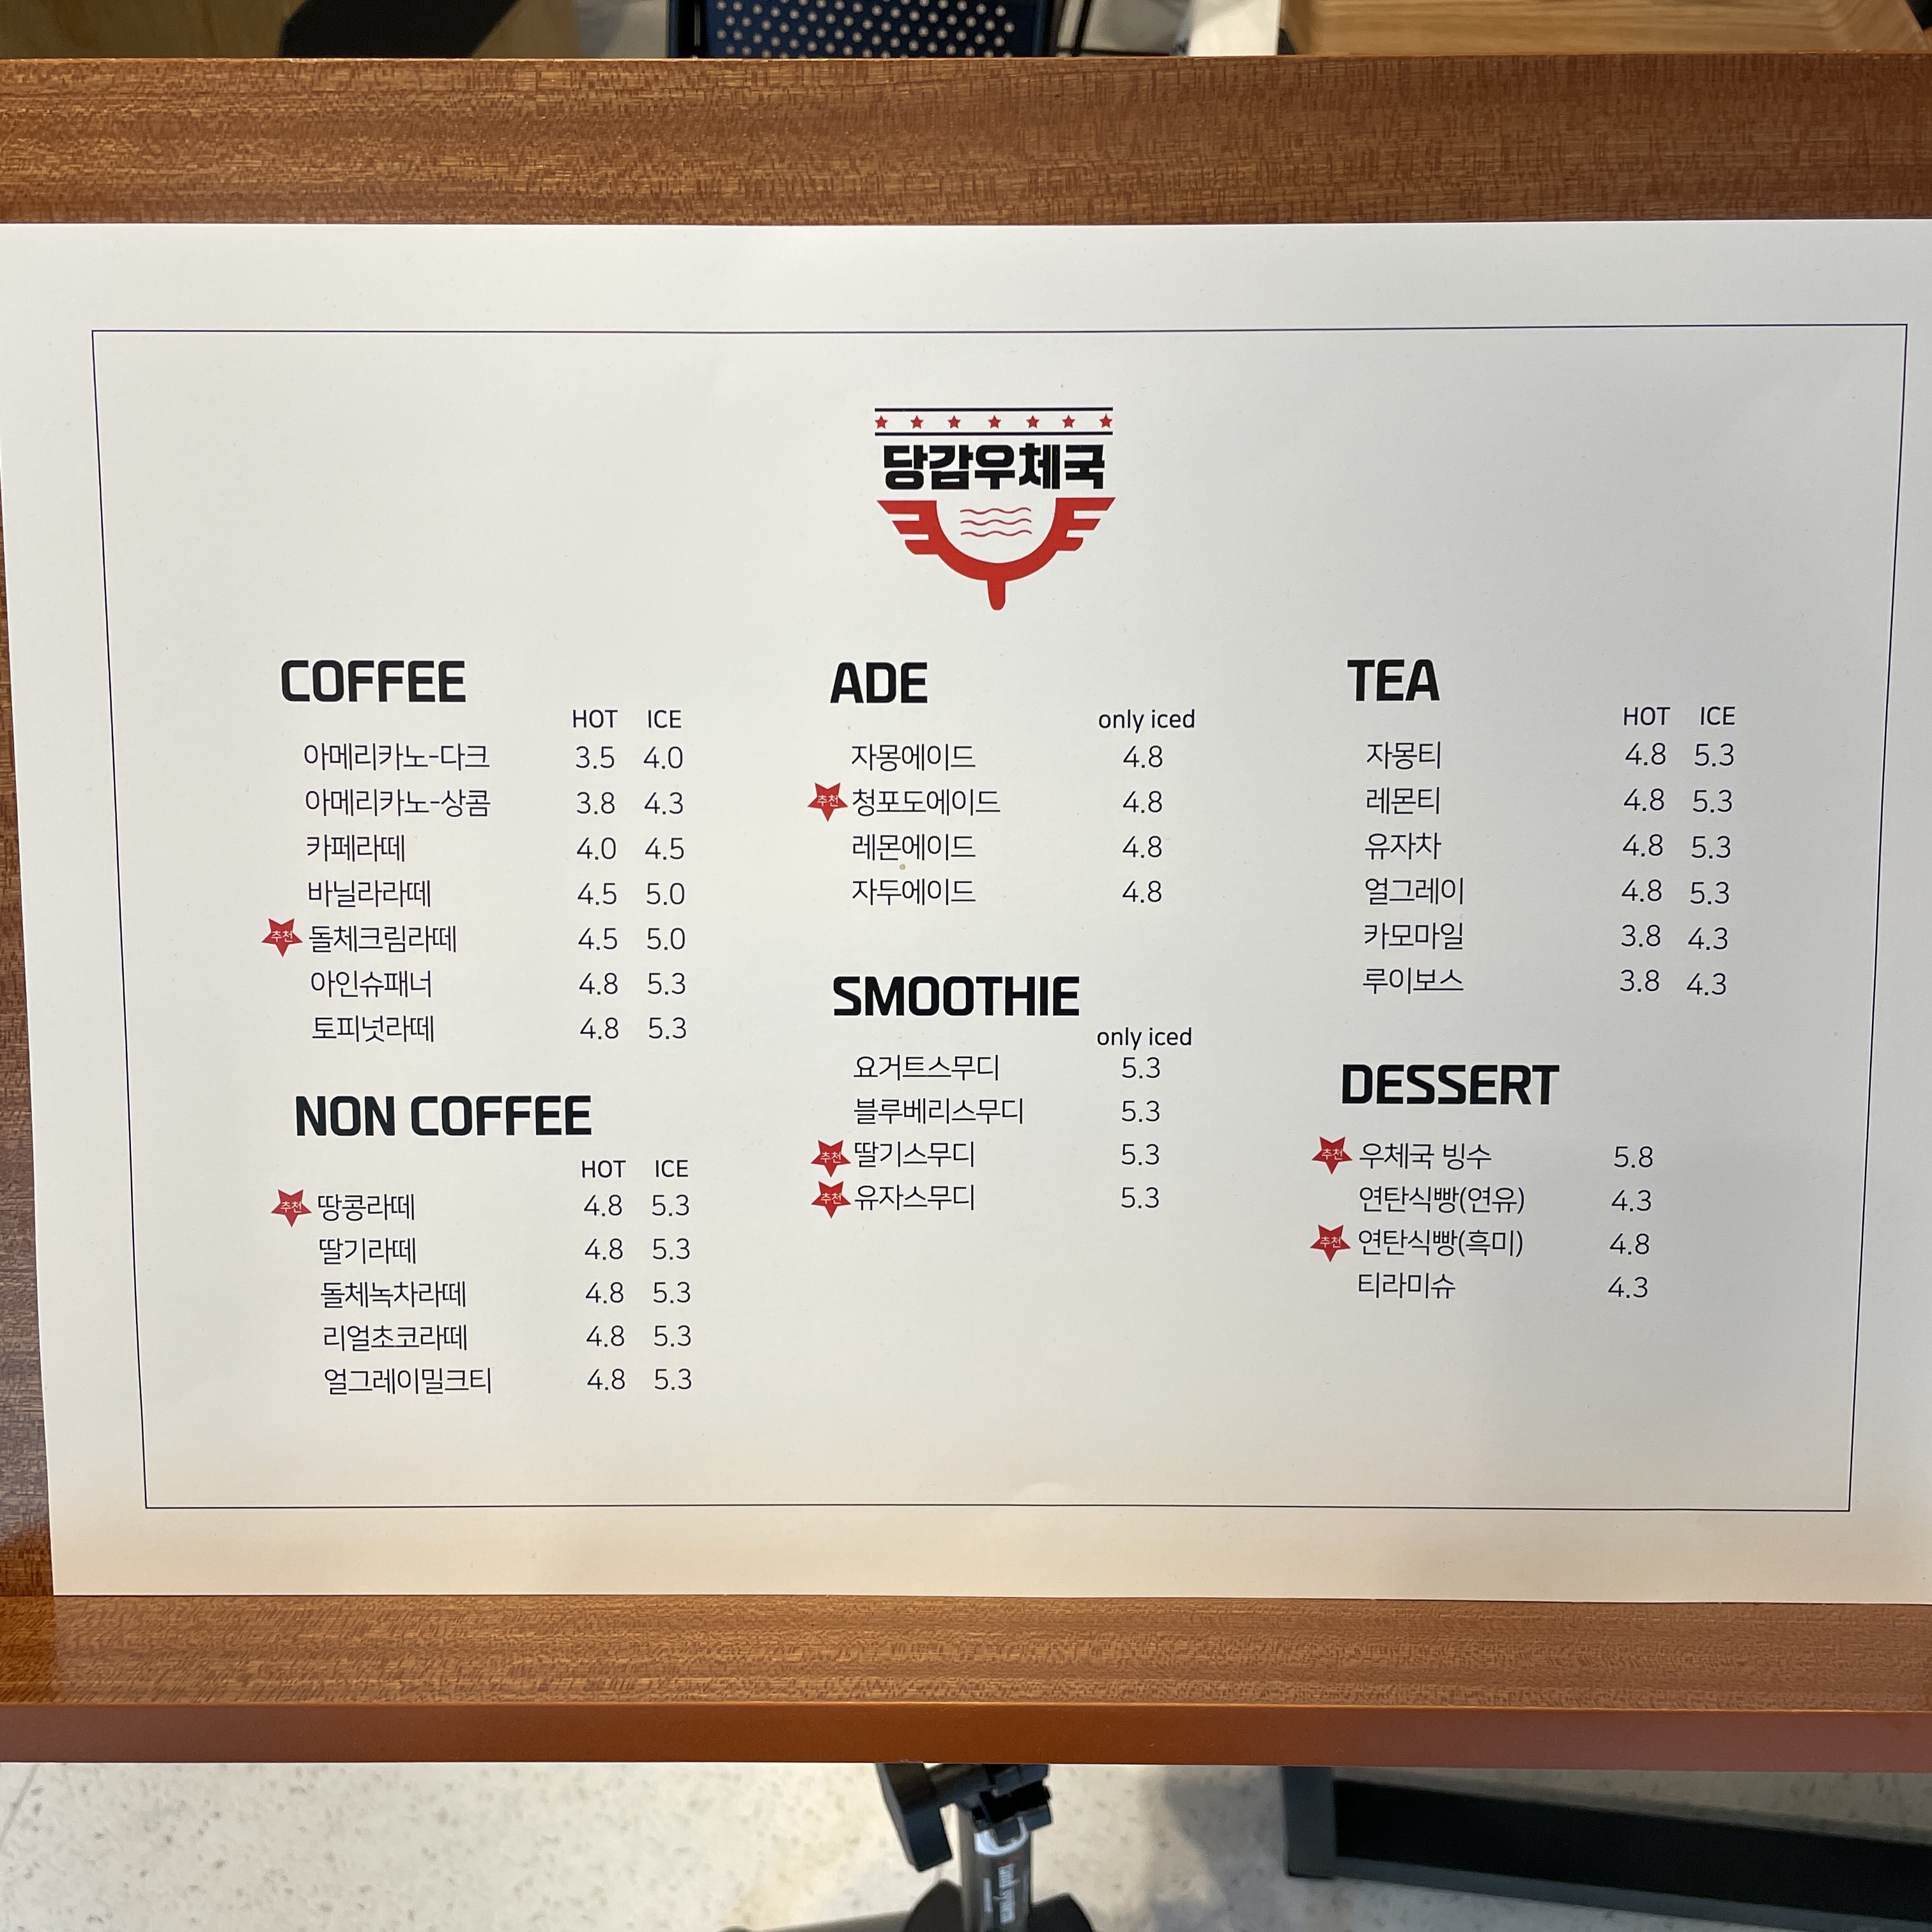 당감우체국
COFFEE
HOT ICE
아메리카노-다크 3.5 4.0
아메리카노-상콤 3.8 4.3
카페라떼 4.0 4.5
바닐라라떼 4.5 5.0
추천 돌체크림라떼 4.5 5.0
아인슈패너 4.8 5.3
토피넛라떼 4.8 5.3
NON COFFEE
HOT ICE
추천 땅콩라떼 4.8 5.3
딸기라떼 4.8 5.3
돌체녹차라떼 4.8 5.3
리얼초코라떼 4.8 5.3
얼그레이밀크티 4.8 5.3
ADE
only iced
자몽에이드 4.8
추천 청포도에이드 4.8
레몬에이드 4.8
자두에이드 4.8
SMOOTHIE
only iced
요거트스무디 5.3
블루베리스무디 5.3
추천 딸기스무디 5.3
추천 유자스무디 5.3
TEA
HOT ICE
자몽티 4.8 5.3
레몬티 4.8 5.3
유자차 4.8 5.3
얼그레이 4.8 5.3
카모마일 3.8 4.3
루이보스 3.8 4.3
DESSERT
추천 우체국 빙수 5.8
연탄식빵(연유) 4.3
추천 연탄식빵(흑미) 4.8
티라미슈 4.3